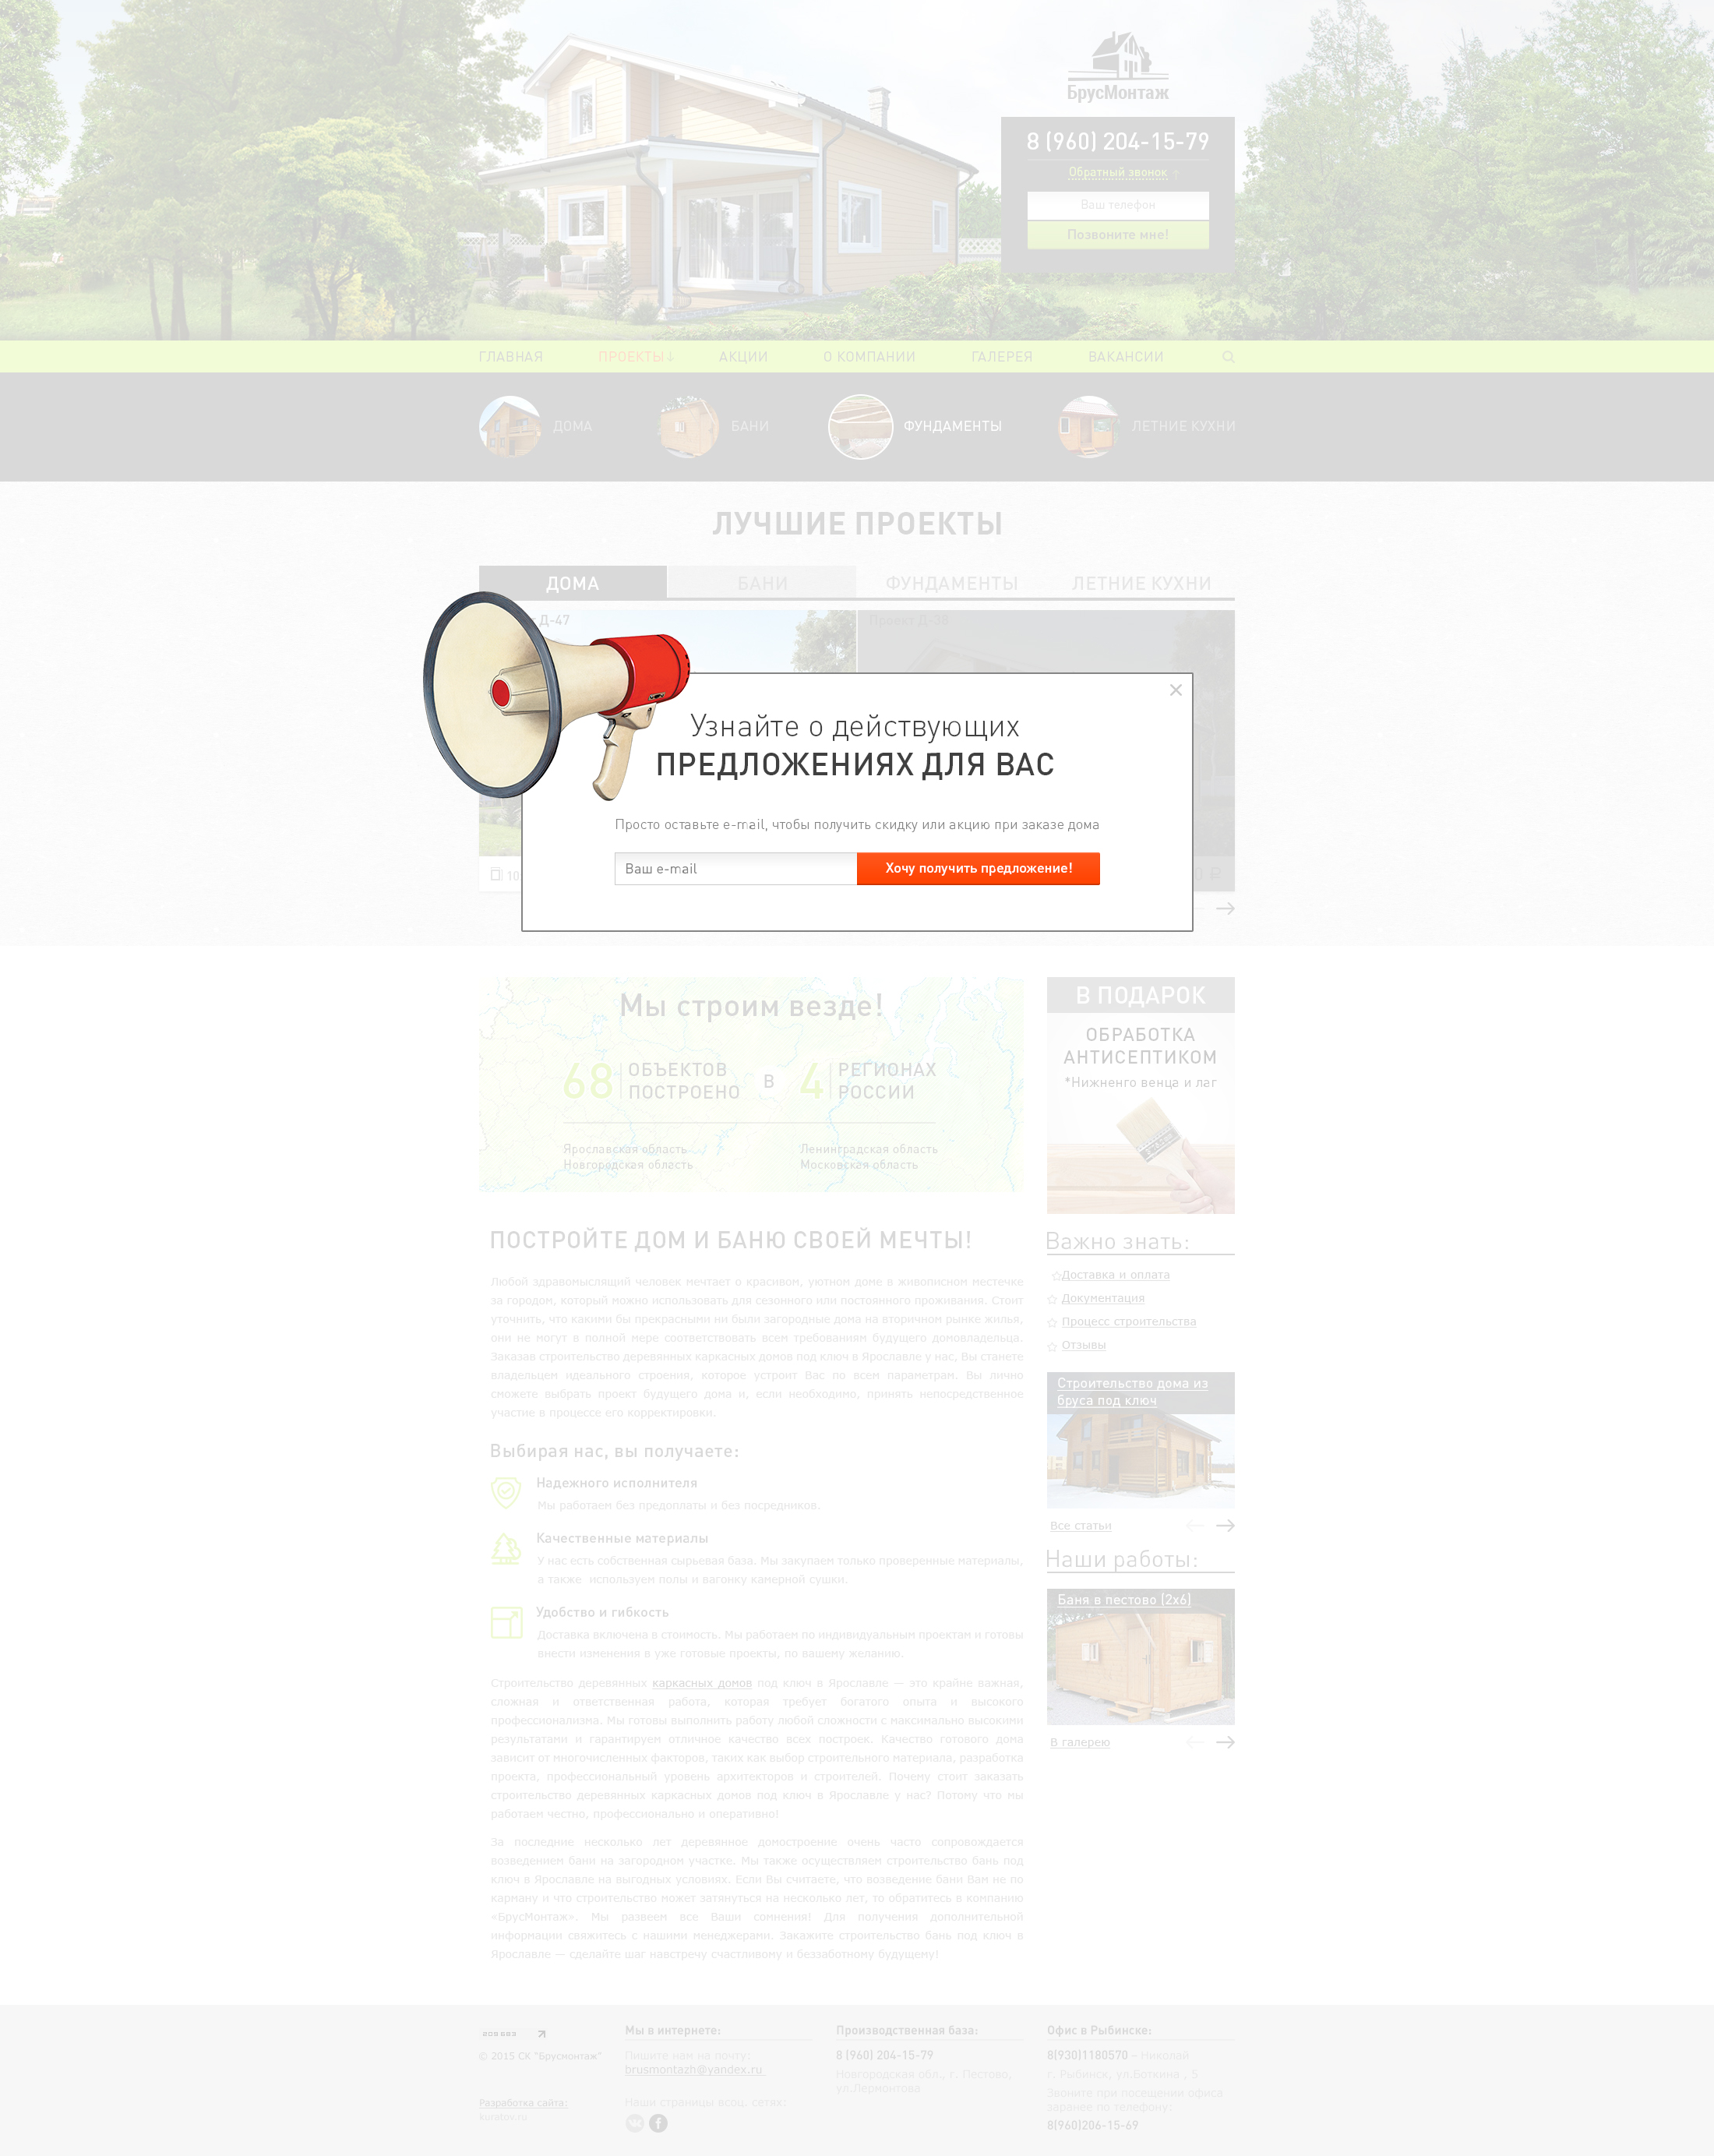 БрусМонтаж
8 (960) 204-15-79
Обратный звонок
Ваш телефон
Позвоните мне!
ГЛАВНАЯ ПРОЕКТЫ АКЦИИ О КОМПАНИИ ГАЛЕРЕЯ ВАКАНСИИ
ДОМА БАНИ ФУНДАМЕНТЫ ЛЕТНИЕ КУХНИ
ЛУЧШИЕ ПРОЕКТЫ
ДОМА БАНИ ФУНДАМЕНТЫ ЛЕТНИЕ КУХНИ
Д-47 Проект Д-38
Узнайте о действующих
ПРЕДЛОЖЕНИЯХ ДЛЯ ВАС
Просто оставьте e-mail, чтобы получить скидку или акцию при заказе дома
Ваш e-mail Хочу получить предложение!
Мы строим везде!
68 ОБЪЕКТОВ ПОСТРОЕНО В 4 РЕГИОНАХ РОССИИ
Ярославская область
Новгородская область
Ленинградская область
Московская область
В ПОДАРОК
ОБРАБОТКА
АНТИСЕПТИКОМ
*Нижненго венца и лаг
ПОСТРОЙТЕ ДОМ И БАНЮ СВОЕЙ МЕЧТЫ!
Любой здравомыслящий человек мечтает о красивом, уютном доме в живописном местечке
за городом, который можно использовать для сезонного или постоянного проживания. Стоит
уточнить, что какими бы прекрасными ни были загородные дома на вторичном рынке жилья,
они не могут в полной мере соответствовать всем требованиям будущего домовладельца.
Заказав строительство деревянных каркасных домов под ключ в Ярославле у нас, Вы станете
владельцем идеального строения, которое устроит Вас по всем параметрам. Вы лично
сможете выбрать проект будущего дома и, если необходимо, принять непосредственное
участие в процессе его корректировки.
Выбирая нас, вы получаете:
Надежного исполнителя
Мы работаем без предоплаты и без посредников.
Качественные материалы
У нас есть собственная сырьевая база. Мы закупаем только проверенные материалы,
а также используем полы и вагонку камерной сушки.
Удобство и гибкость
Доставка включена в стоимость. Мы работаем по индивидуальным проектам и готовы
внести изменения в уже готовые проекты, по вашему желанию.
Строительство деревянных каркасных домов под ключ в Ярославле — это крайне важная,
сложная и ответственная работа, которая требует богатого опыта и высокого
профессионализма. Мы готовы выполнить работу любой сложности с максимально высокими
результатами и гарантируем отличное качество всех построек. Качество готового дома
зависит от многочисленных факторов, таких как выбор строительного материала, разработка
проекта, профессиональный уровень архитекторов и строителей. Почему стоит заказать
строительство деревянных каркасных домов под ключ в Ярославле у нас? Потому что мы
работаем честно, профессионально и оперативно!
За последние несколько лет деревянное домостроение очень часто сопровождается
возведением бани на загородном участке. Мы также осуществляем строительство бань под
ключ в Ярославле на выгодных условиях. Если Вы считаете, что возведение бани Вам не по
карману и что строительство может затянуться на несколько лет, то обратитесь в компанию
«БрусМонтаж». Мы развеем все Ваши сомнения! Для получения дополнительной
информации свяжитесь с нашими менеджерами. Закажите строительство бань под ключ в
Ярославле — сделайте шаг навстречу счастливому и беззаботному будущему!
Важно знать:
Доставка и оплата
Документация
Процесс строительства
Отзывы
Строительство дома из
бруса под ключ
Все статьи
Наши работы:
Баня в пестово (2х6)
В галерею
© 2015 СК "Брусмонтаж"
Разработка сайта:
Мы в интернете:
Пишите нам на почту:
brusmontazh@yandex.ru
Наши страницы всоц. сетях:
Производственная база:
8 (960) 204-15-79
Новгородская обл., г. Пестово,
ул.Лермонтова
Офис в Рыбинске:
8(930)1180570 – Николай
г. Рыбинск, ул.Боткина , 5
Звоните при посещении офиса
заранее по телефону:
8(960)206-15-69